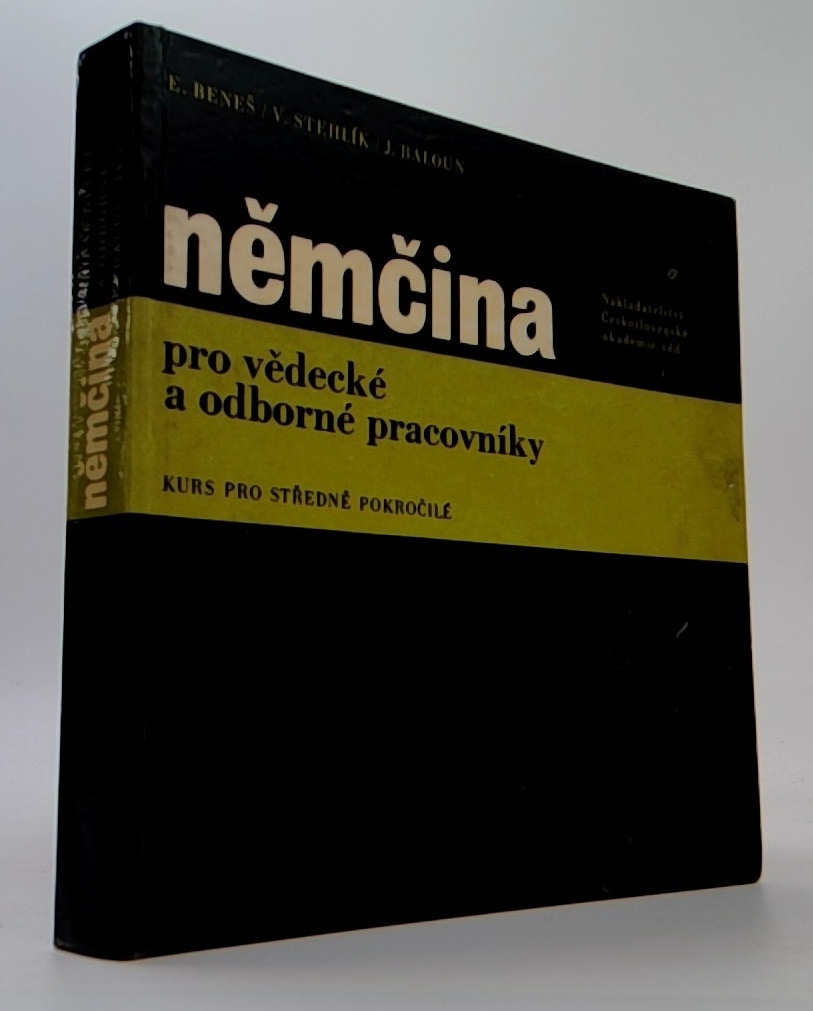 E. BENEŠ / V. STEHLÍK / J. BALOUN
němčina
Nakladatelství
Československé
akademie věd
pro vědecké
a odborné pracovníky
KURS PRO STŘEDNĚ POKROČILÉ
němčina